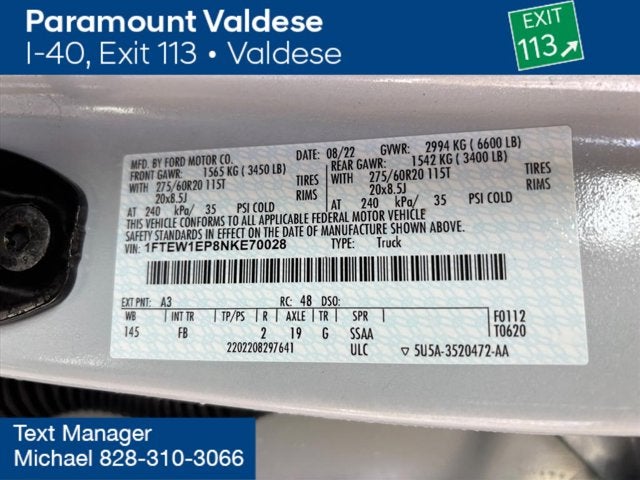 Paramount Valdese
I-40, Exit 113 • Valdese
EXIT
113
MFD. BY FORD MOTOR CO. DATE: 08/22 GVWR: 2994 KG (6600 LB)
FRONT GAWR: 1565 KG (3450 LB) REAR GAWR: 1542 KG (3400 LB)
WITH 275/60R20 115T TIRES WITH 275/60R20 115T TIRES
20x8.5J RIMS 20x8.5J RIMS
AT 240 kPa/ 35 PSI COLD AT 240 kPa/ 35 PSI COLD
THIS VEHICLE CONFORMS TO ALL APPLICABLE FEDERAL MOTOR VEHICLE
SAFETY STANDARDS IN EFFECT ON THE DATE OF MANUFACTURE SHOWN ABOVE.
VIN: 1FTEW1EP8NKE70028 TYPE: Truck
EXT PNT: A3 RC: 48 DSO:
WB INT TR TP/PS R AXLE TR SPR F0112
145 FB 2 19 G SSAA T0620
2202208297641 ULC ▽ 5U5A-3520472-AA
Text Manager
Michael 828-310-3066